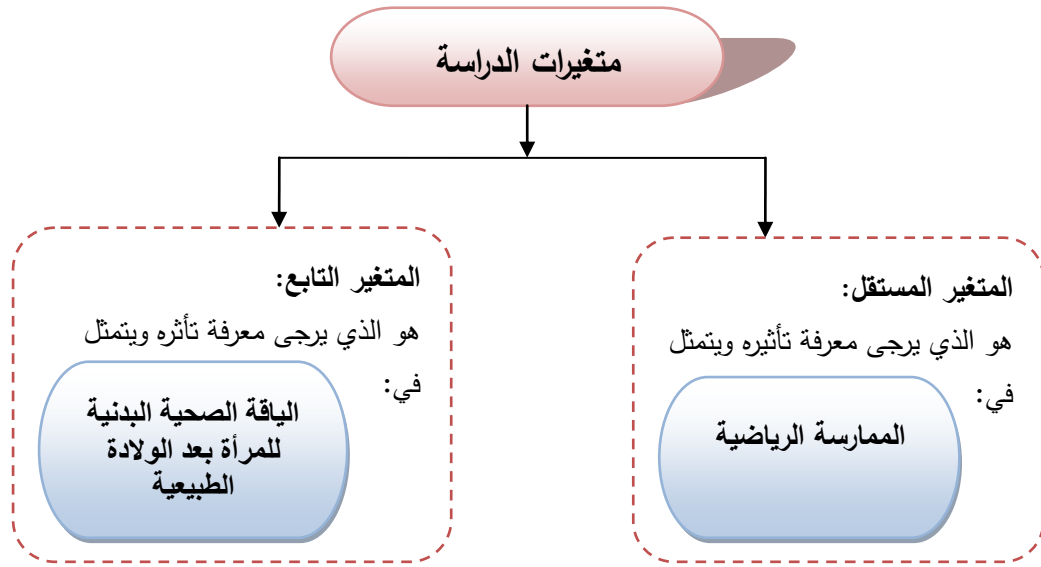 متغيرات الدراسة
المتغير المستقل:
هو الذي يرجى معرفة تأثيره ويتمثل
في:
الممارسة الرياضية
المتغير التابع:
هو الذي يرجى معرفة تأثره ويتمثل
في:
الياقة الصحية البدنية
للمرأة بعد الولادة
الطبيعية